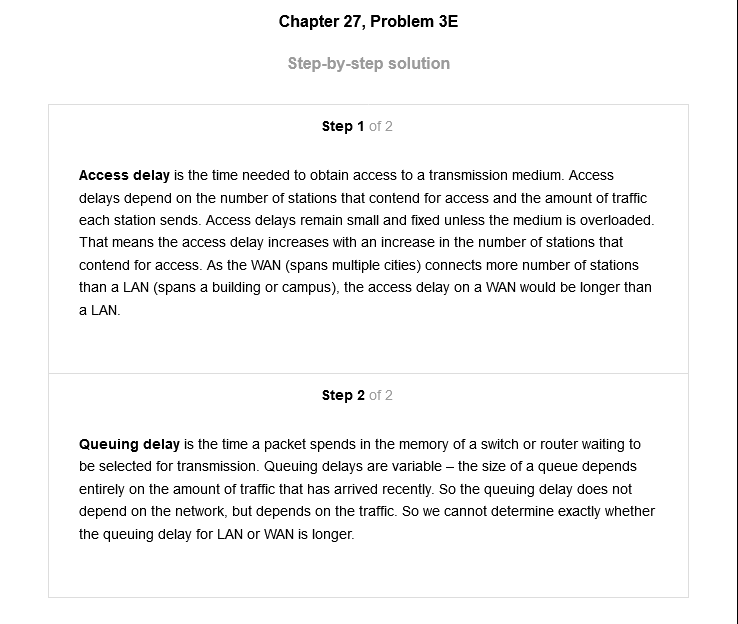 Chapter 27, Problem 3E
Step-by-step solution
Step 1 of 2
Access delay is the time needed to obtain access to a transmission medium. Access
delays depend on the number of stations that contend for access and the amount of traffic
each station sends. Access delays remain small and fixed unless the medium is overloaded.
That means the access delay increases with an increase in the number of stations that
contend for access. As the WAN (spans multiple cities) connects more number of stations
than a LAN (spans a building or campus), the access delay on a WAN would be longer than
a LAN.
Step 2 of 2
Queuing delay is the time a packet spends in the memory of a switch or router waiting to
be selected for transmission. Queuing delays are variable – the size of a queue depends
entirely on the amount of traffic that has arrived recently. So the queuing delay does not
depend on the network, but depends on the traffic. So we cannot determine exactly whether
the queuing delay for LAN or WAN is longer.